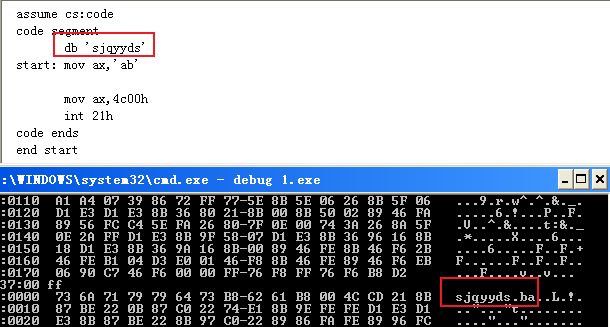 assume cs:code
code segment
db 'sjqyyds'
start: mov ax,'ab'
mov ax,4c00h
int 21h
code ends
end start
:\WINDOWS\system32\cmd.exe - debug 1.exe
:0110 A1 A4 07 39 86 72 FF 77-5E 8B 5E 06 26 8B 5F 06 ...9.r.w^.^.&._.
:0120 D1 E3 D1 E3 8B 36 80 21-8B 00 8B 50 02 89 46 FA .....6.!...P..F.
:0130 89 56 FC C4 5E FA 26 80-7F 0E 00 74 3A 26 8A 5F .V..^.&....t:&._
:0140 0E 2A FF D1 E3 8B 9F 58-07 D1 E3 8B 36 96 16 8B .*.....X....6...
:0150 18 D1 E3 8B 36 9A 16 8B-00 89 46 FE 8B 46 F6 2B ....6.....F..F.+
:0160 46 FE B1 04 D3 E0 01 46-F8 8B 46 FE 89 46 F6 EB F......F..F..F..
:0170 06 90 C7 46 F6 00 00 FF-76 F8 FF 76 F6 B8 D2 ...F....v..v...
37:00 ff
:0000 73 6A 71 79 79 64 73 B8-62 61 B8 00 4C CD 21 8B sjqyyds.ba..L.!.
:0010 87 BE 22 0B 87 C0 22 74-E1 8B 9E FE FE D1 E3 D1 .."..."t........
:0020 E3 8B 87 BE 22 8B 97 C0-22 89 86 FA FE 89 96 FC ...."...".......